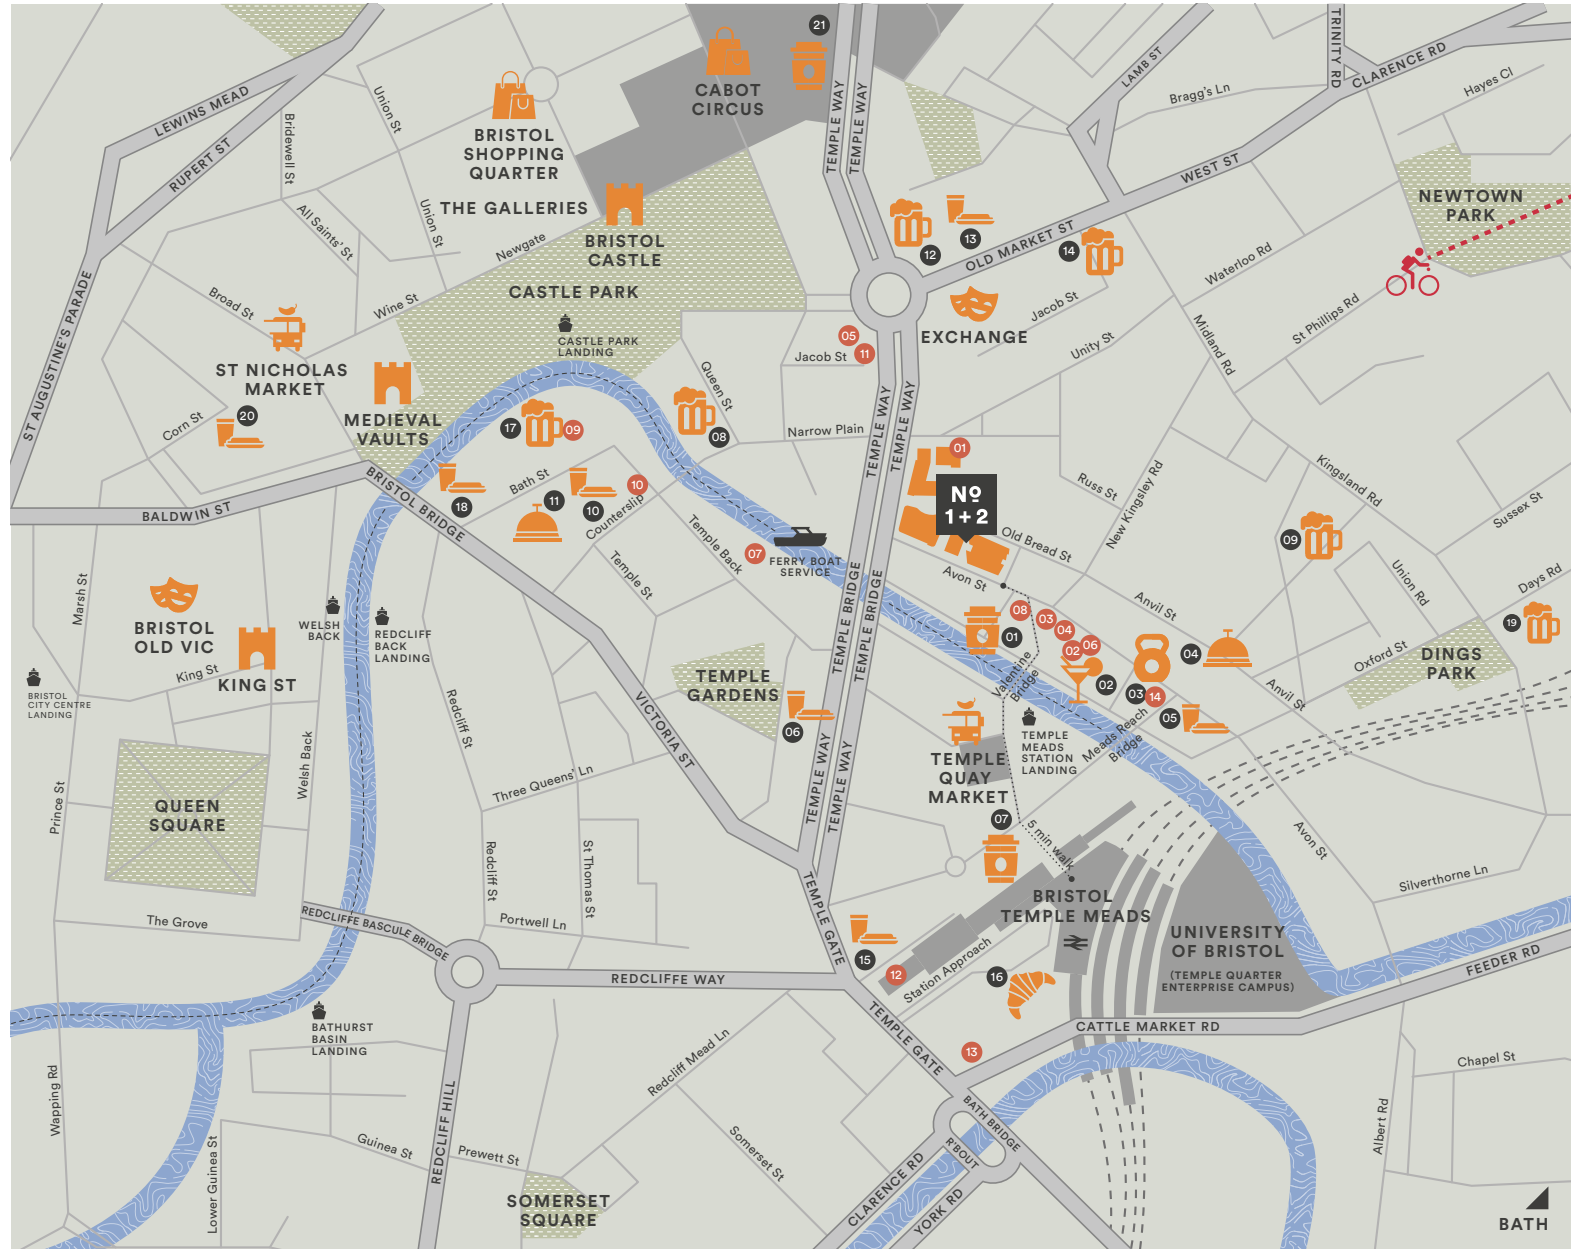 21
CABOT
CIRCUS
TEMPLE WAY
TEMPLE WAY
LAMB ST
TRINITY RD
CLARENCE RD
Hayes Cl
Bragg's Ln
WEST ST
LEWINS MEAD
RUPERT ST
Union St
Bridewell St
BRISTOL
SHOPPING
QUARTER
THE GALLERIES
Union St
All Saints' St
Newgate
BRISTOL
CASTLE
CASTLE PARK
CASTLE PARK
LANDING
12
13
OLD MARKET ST
14
NEWTOWN
PARK
Waterloo Rd
St Phillips Rd
Midland Rd
Jacob St
EXCHANGE
Unity St
05
11
Jacob St
Broad St
Wine St
ST AUGUSTINE'S PARADE
ST NICHOLAS
MARKET
20
Corn St
MEDIEVAL
VAULTS
17
09
Queen St
08
Narrow Plain
TEMPLE WAY
TEMPLE WAY
01
Nº
1+2
Russ St
New Kingsley Rd
Kingsland Rd
Sussex St
BALDWIN ST
BRISTOL BRIDGE
18
Bath St
11
10
10
Counterslip
Temple Back
Temple St
07
FERRY BOAT
SERVICE
Old Bread St
Avon St
09
Union Rd
Days Rd
19
Oxford St
DINGS
PARK
Marsh St
BRISTOL
OLD VIC
King St
KING ST
WELSH
BACK
REDCLIFF
BACK
LANDING
BRISTOL
CITY CENTRE
LANDING
TEMPLE BRIDGE
TEMPLE BRIDGE
01
08
03
04
02
06
02
Anvil St
04
03
14
05
Anvil St
Valentine
Bridge
Meads Reach
Bridge
TEMPLE
MEADS
STATION
LANDING
TEMPLE
GARDENS
06
TEMPLE
QUAY
MARKET
07
5 min walk
Redcliff St
VICTORIA ST
TEMPLE WAY
TEMPLE WAY
Prince St
QUEEN
SQUARE
Welsh Back
Three Queens' Ln
Redcliff St
St Thomas St
Portwell Ln
The Grove
REDCLIFFE BASCULE BRIDGE
REDCLIFFE WAY
TEMPLE GATE
15
12
Station Approach
16
BRISTOL
TEMPLE MEADS
UNIVERSITY
OF BRISTOL
(TEMPLE QUARTER
ENTERPRISE CAMPUS)
Avon St
Silverthorne Ln
FEEDER RD
CATTLE MARKET RD
TEMPLE GATE
13
BATHURST
BASIN
LANDING
Wapping Rd
Lower Guinea St
Guinea St
REDCLIFF HILL
Prewett St
Redcliff Mead Ln
Somerset St
SOMERSET
SQUARE
BATH BRIDGE
R'BOUT
CLARENCE RD
YORK RD
Albert Rd
Chapel St
BATH